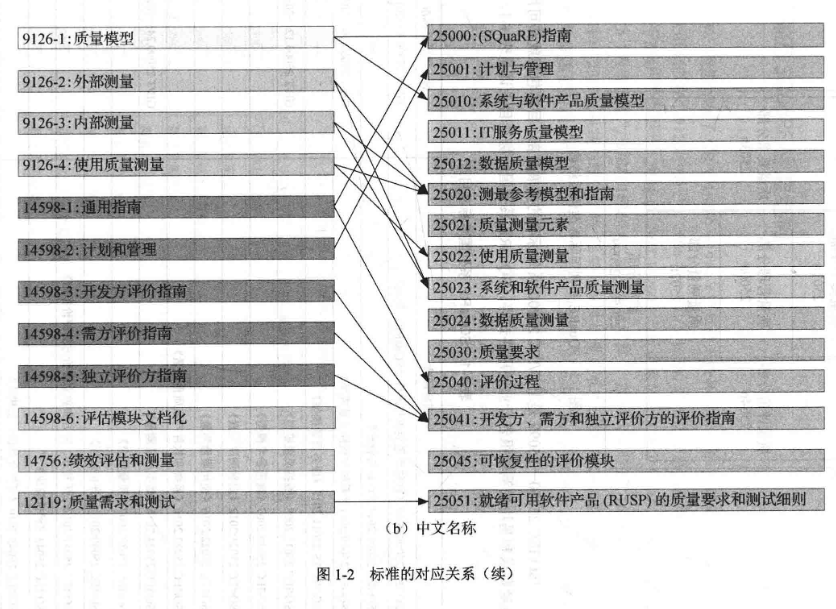 9126-1:质量模型
9126-2:外部测量
9126-3:内部测量
9126-4:使用质量测量
14598-1:通用指南
14598-2:计划和管理
14598-3:开发方评价指南
14598-4:需方评价指南
14598-5:独立评价方指南
14598-6:评估模块文档化
14756:绩效评估和测量
12119:质量需求和测试
25000:(SQuaRE)指南
25001:计划与管理
25010:系统与软件产品质量模型
25011:IT服务质量模型
25012:数据质量模型
25020:测最参考模型和指南
25021:质量测量元素
25022:使用质量测量
25023:系统和软件产品质量测量
25024:数据质量测量
25030:质量要求
25040:评价过程
25041:开发方、需方和独立评价方的评价指南
25045:可恢复性的评价模块
25051:就绪可用软件产品(RUSP)的质量要求和测试细则
(b)中文名称
图1-2 标准的对应关系(续)